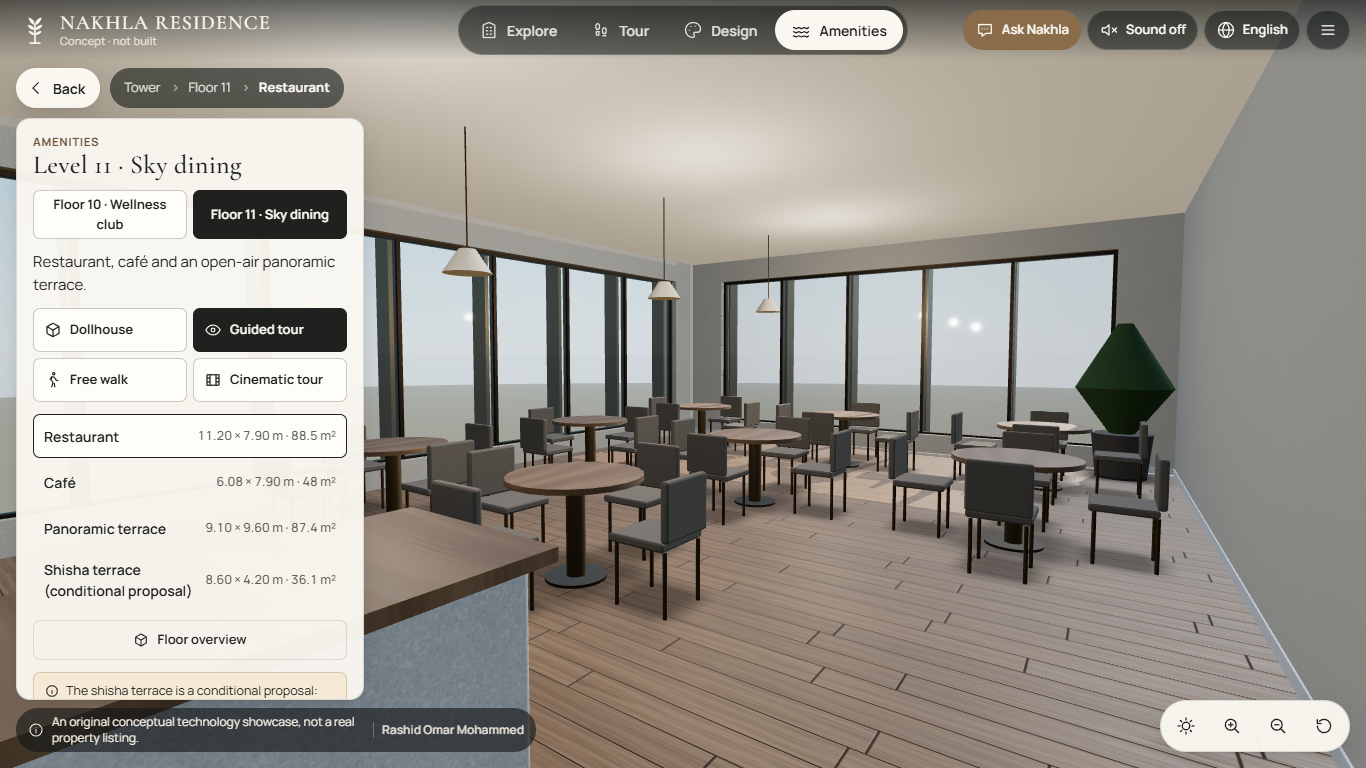 NAKHLA RESIDENCE
Concept · not built
Explore
Tour
Design
Amenities
Ask Nakhla
Sound off
English
Back
Tower > Floor 11 > Restaurant
AMENITIES
Level 11 · Sky dining
Floor 10 · Wellness
club
Floor 11 · Sky dining
Restaurant, café and an open-air panoramic
terrace.
Dollhouse
Guided tour
Free walk
Cinematic tour
Restaurant 11.20 × 7.90 m · 88.5 m²
Café 6.08 × 7.90 m · 48 m²
Panoramic terrace 9.10 × 9.60 m · 87.4 m²
Shisha terrace
(conditional proposal) 8.60 × 4.20 m · 36.1 m²
Floor overview
The shisha terrace is a conditional proposal:
An original conceptual technology showcase, not a real
property listing.
Rashid Omar Mohammed